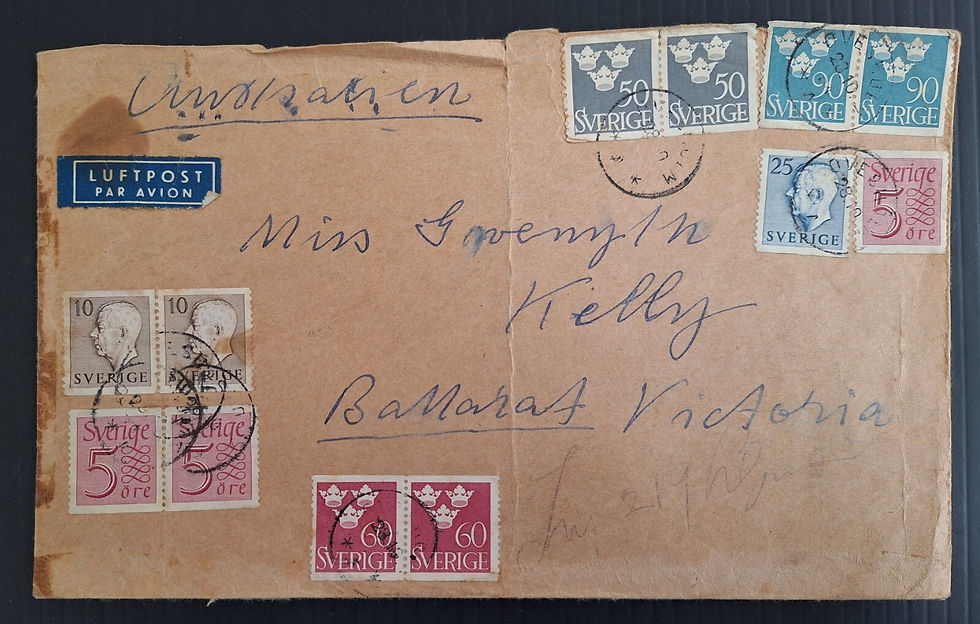 Australien
50 SVERIGE 50 SVERIGE
90 SVERIGE 90 SVERIGE
LUFTPOST
PAR AVION
25 SVERIGE
Sverige 5 öre
Miss Gwenyth
Kelly
10 SVERIGE 10 SVERIGE
Ballarat Victoria
Sverige 5 öre Sverige 5 öre
60 SVERIGE 60 SVERIGE